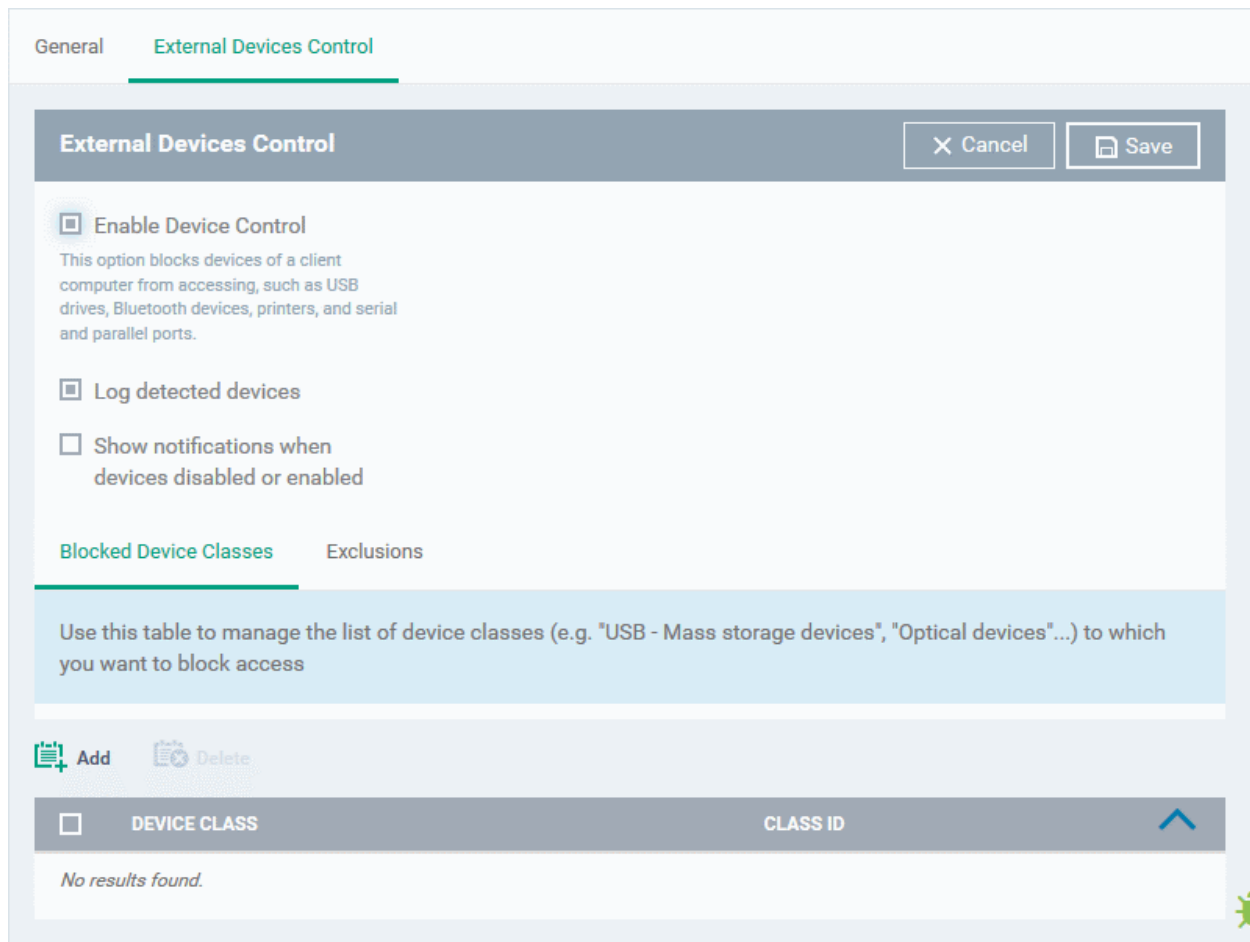 General External Devices Control
External Devices Control
Cancel Save
Enable Device Control
This option blocks devices of a client
computer from accessing, such as USB
drives, Bluetooth devices, printers, and serial
and parallel ports.
Log detected devices
Show notifications when
devices disabled or enabled
Blocked Device Classes Exclusions
Use this table to manage the list of device classes (e.g. "USB - Mass storage devices", "Optical devices"...) to which
you want to block access
Add Delete
DEVICE CLASS CLASS ID
No results found.